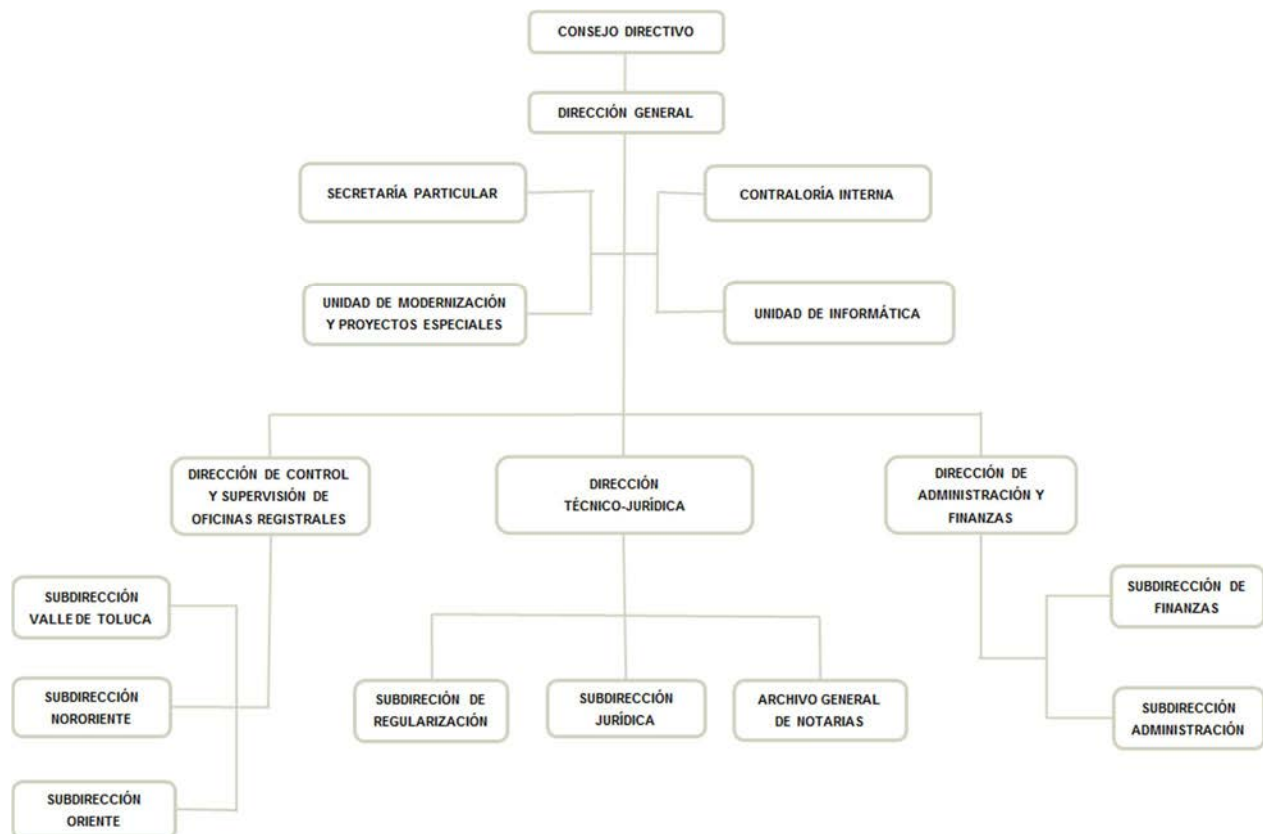 CONSEJO DIRECTIVO
DIRECCIÓN GENERAL
SECRETARÍA PARTICULAR
CONTRALORÍA INTERNA
UNIDAD DE MODERNIZACIÓN
Y PROYECTOS ESPECIALES
UNIDAD DE INFORMÁTICA
DIRECCIÓN DE CONTROL
Y SUPERVISIÓN DE
OFICINAS REGISTRALES
DIRECCIÓN
TÉCNICO-JURÍDICA
DIRECCIÓN DE
ADMINISTRACIÓN Y
FINANZAS
SUBDIRECCIÓN
VALLE DE TOLUCA
SUBDIRECCIÓN
NORORIENTE
SUBDIRECCIÓN
ORIENTE
SUBDIRECIÓN DE
REGULARIZACIÓN
SUBDIRECCIÓN
JURÍDICA
ARCHIVO GENERAL
DE NOTARIAS
SUBDIRECCIÓN DE
FINANZAS
SUBDIRECCIÓN
ADMINISTRACIÓN